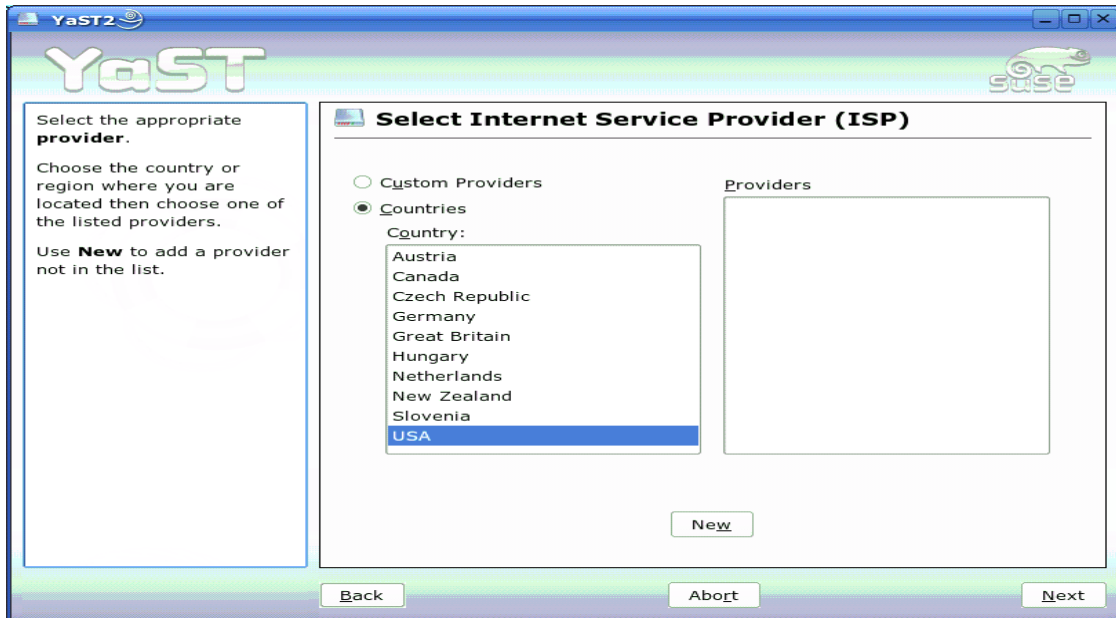 YaST2
YaST
suse
Select the appropriate
provider.
Choose the country or
region where you are
located then choose one of
the listed providers.
Use New to add a provider
not in the list.
Select Internet Service Provider (ISP)
Custom Providers
Countries
Country:
Austria
Canada
Czech Republic
Germany
Great Britain
Hungary
Netherlands
New Zealand
Slovenia
USA
Providers
New
Back
Abort
Next